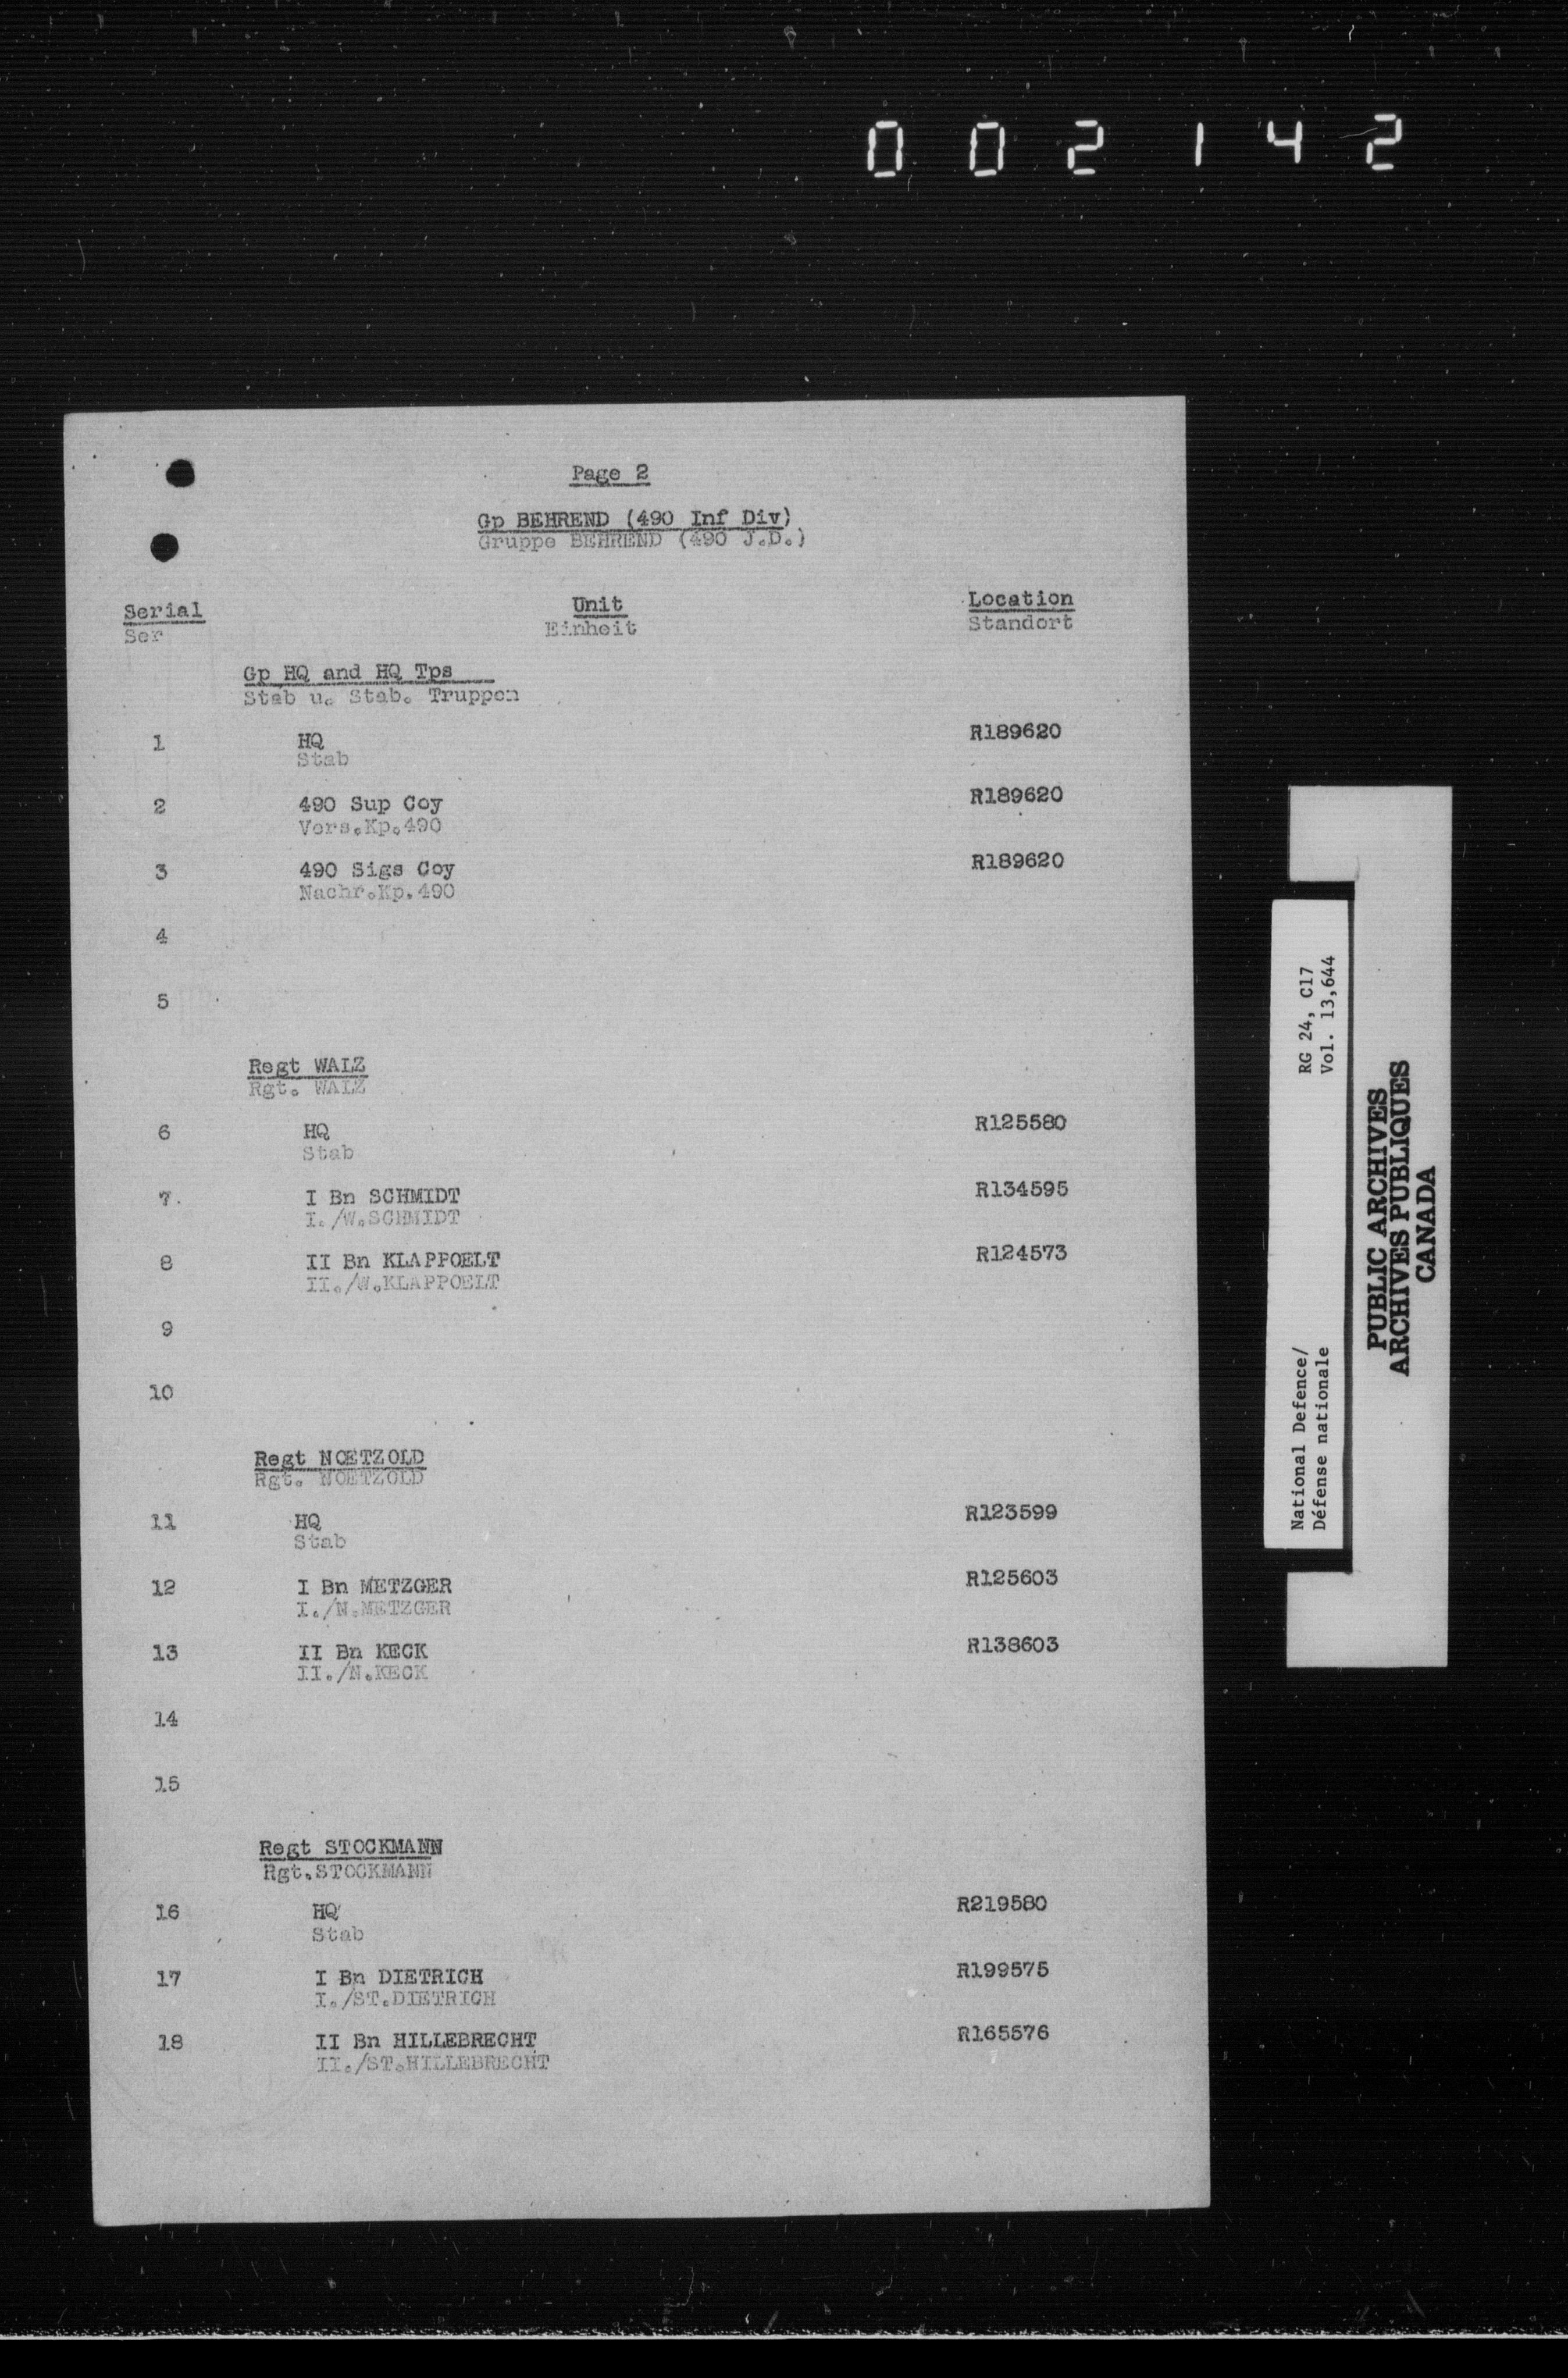 002142
Page 2
Gp BEHREND (490 Inf Div)
Gruppe BEHREND (490 J.D.)
Serial Unit Location
Ser Einheit Standort
Gp HQ and HQ Tps
Stab u. Stab. Truppen
1 HQ R189620
Stab
2 490 Sup Coy R189620
Vers.Kp.490
3 490 Sigs Coy R189620
Nachr.Kp.490
4
5
Regt WALZ
Rgt. WALZ
6 HQ R125580
Stab
7. I Bn SCHMIDT R134595
I./W.SCHMIDT
8 II Bn KLAPPOELT R124573
II./W.KLAPPOELT
9
10
Regt NOETZOLD
Rgt. NOETZOLD
11 HQ R123599
Stab
12 I Bn METZGER R125603
I./N.METZGER
13 II Bn KECK R138603
II./N.KECK
14
15
Regt STOCKMANN
Rgt.STOCKMANN
16 HQ R219580
Stab
17 I Bn DIETRICH R199575
I./ST.DIETRICH
18 II Bn HILLEBRECHT R165576
II./ST.HILLEBRECHT
National Defence/ RG 24, C17
Défense nationale Vol. 13,644
PUBLIC ARCHIVES
ARCHIVES PUBLIQUES
CANADA